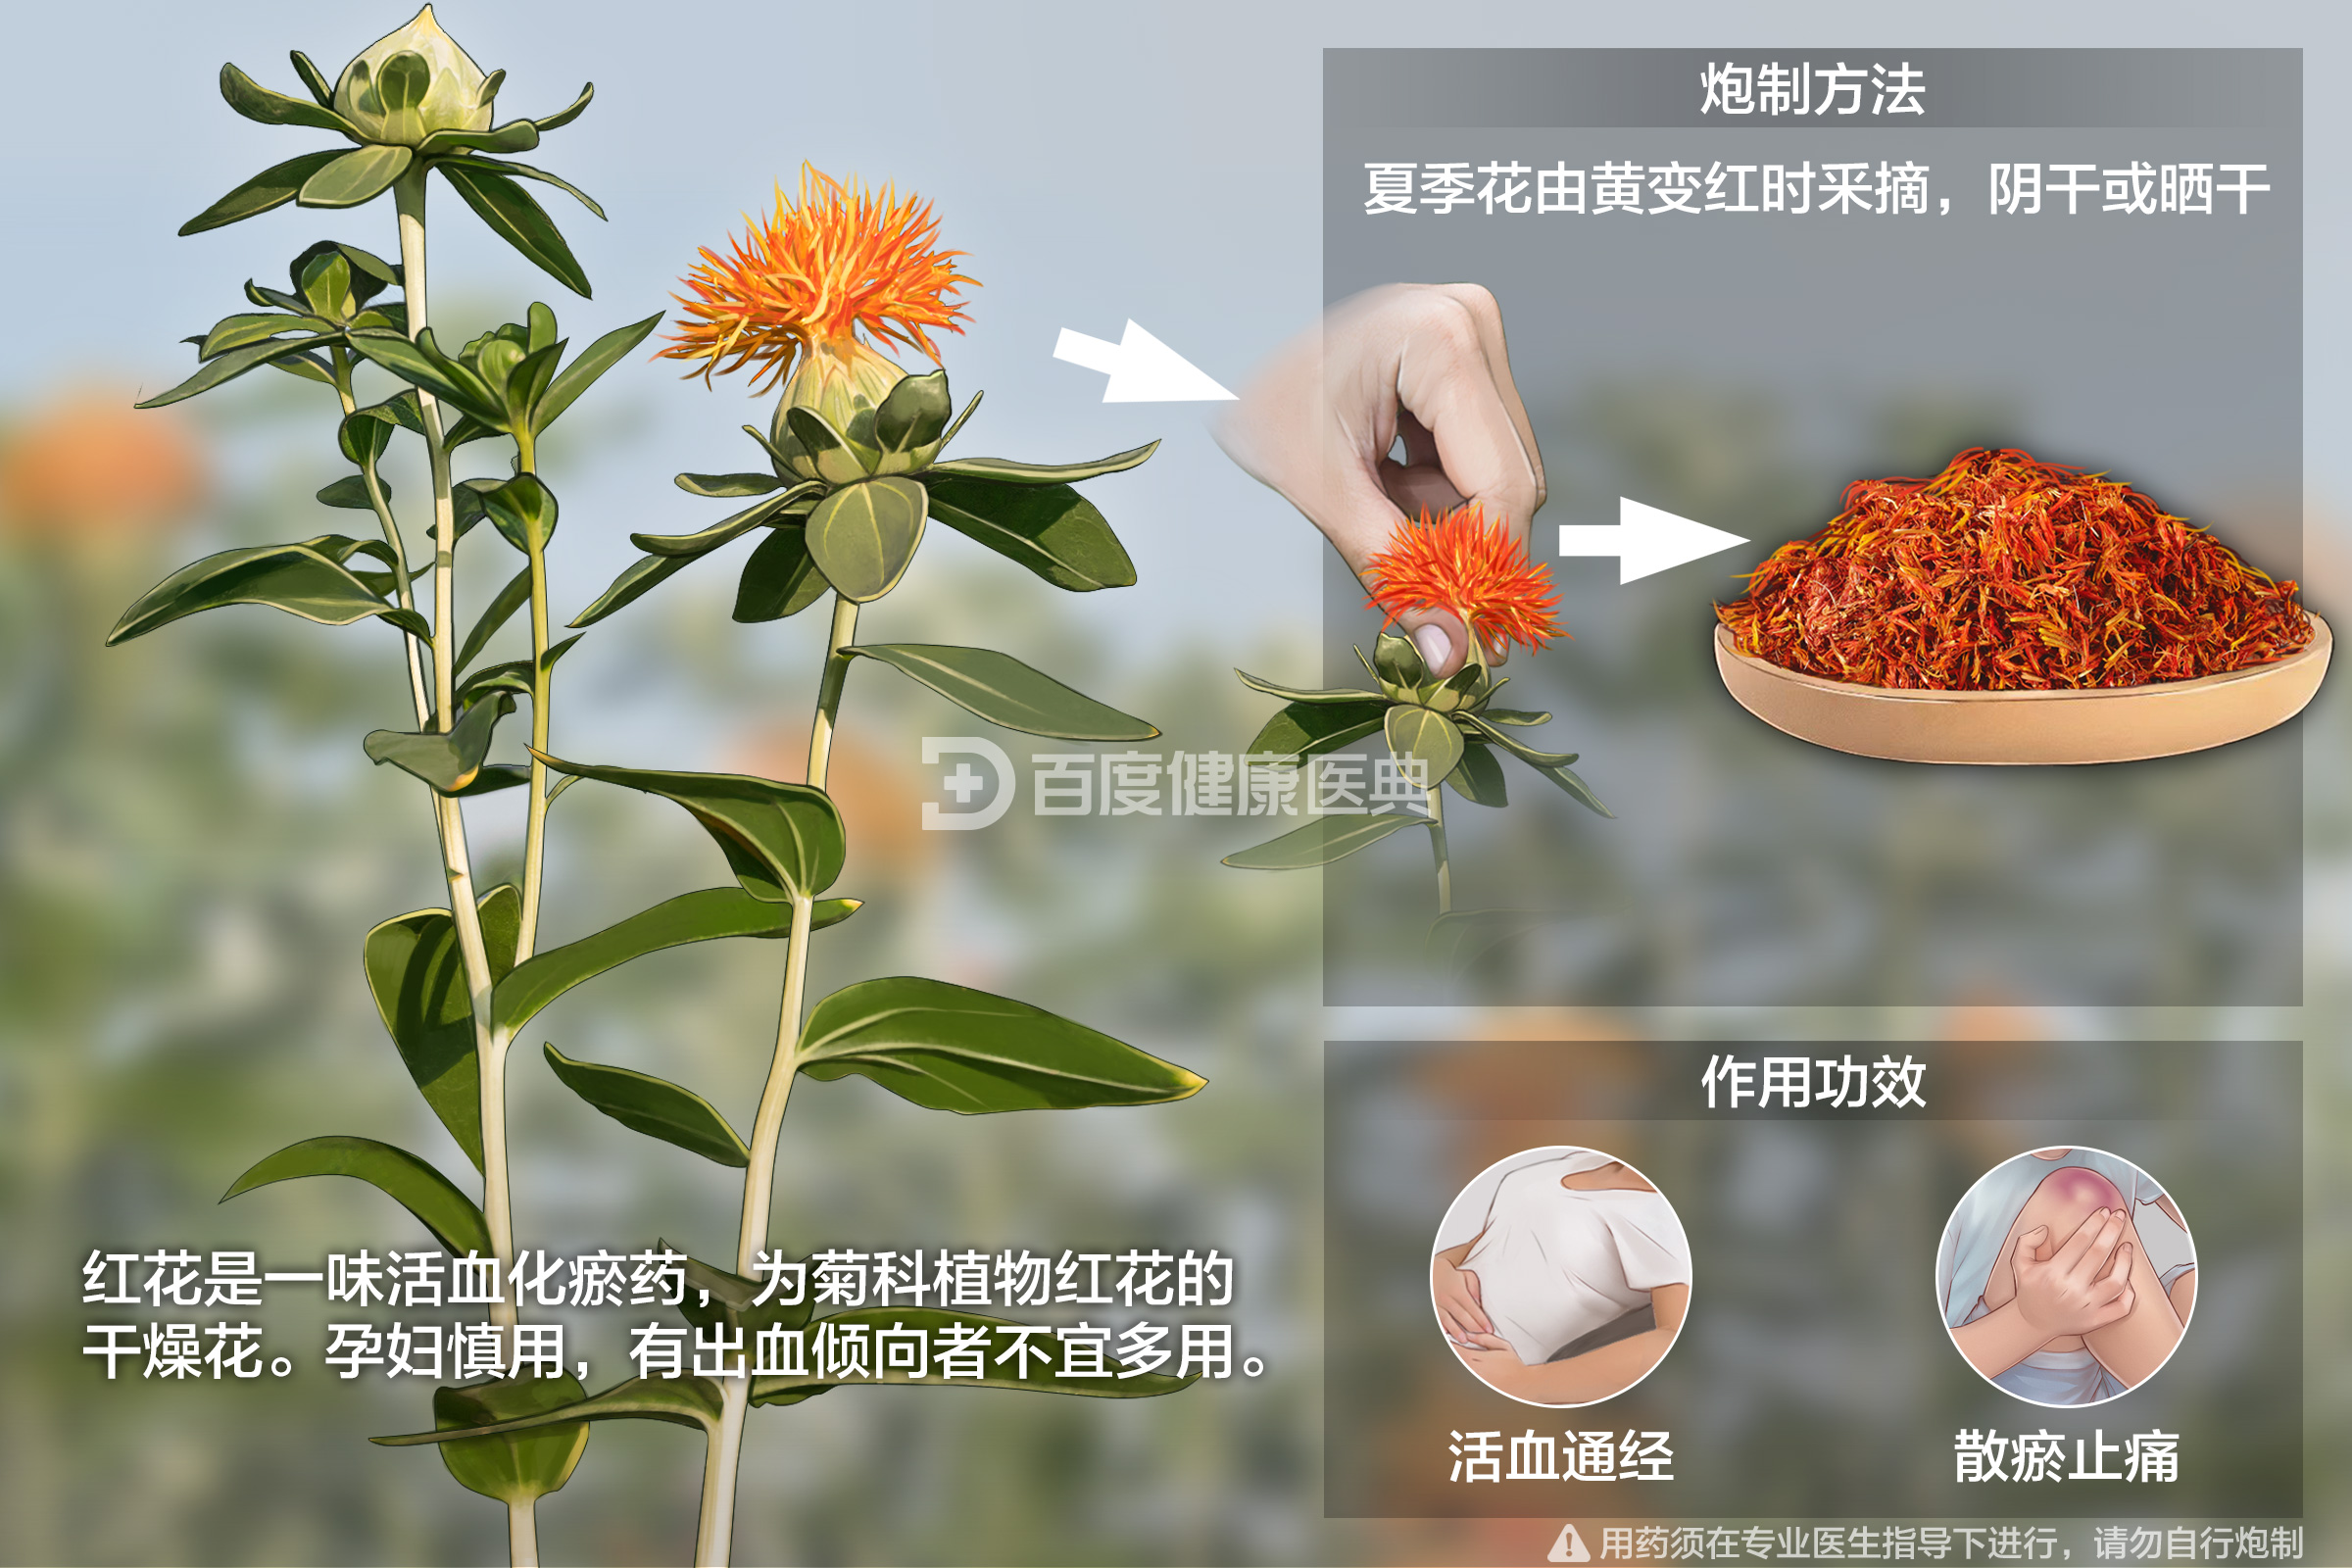 炮制方法
夏季花由黄变红时采摘，阴干或晒干
百度健康医典
作用功效
活血通经
散瘀止痛
红花是一味活血化瘀药，为菊科植物红花的
干燥花。孕妇慎用，有出血倾向者不宜多用。
用药须在专业医生指导下进行，请勿自行炮制